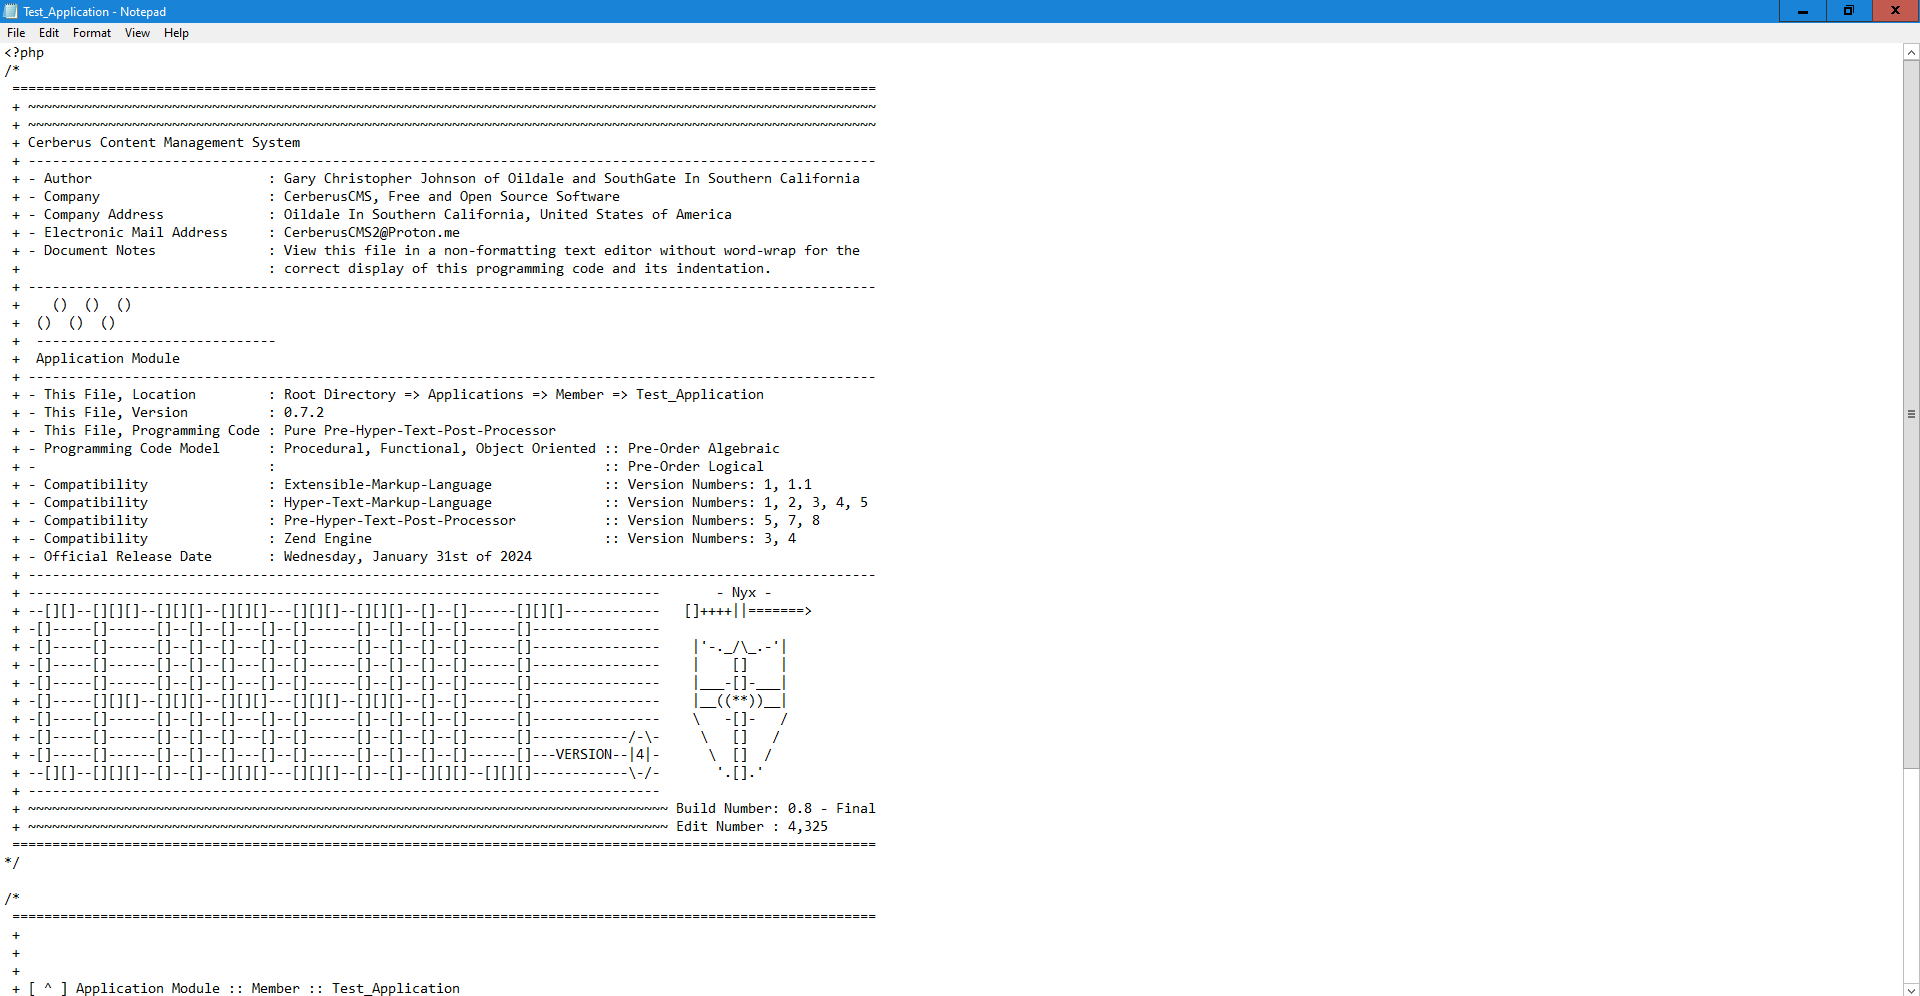 Test_Application - Notepad
File Edit Format View Help
<?php
/*
 ============================================================================================================
 + ~~~~~~~~~~~~~~~~~~~~~~~~~~~~~~~~~~~~~~~~~~~~~~~~~~~~~~~~~~~~~~~~~~~~~~~~~~~~~~~~~~~~~~~~~~~~~~~~~~~~~~~~~~
 + ~~~~~~~~~~~~~~~~~~~~~~~~~~~~~~~~~~~~~~~~~~~~~~~~~~~~~~~~~~~~~~~~~~~~~~~~~~~~~~~~~~~~~~~~~~~~~~~~~~~~~~~~~~
 + Cerberus Content Management System
 + ----------------------------------------------------------------------------------------------------------
 + - Author                      : Gary Christopher Johnson of Oildale and SouthGate In Southern California
 + - Company                     : CerberusCMS, Free and Open Source Software
 + - Company Address             : Oildale In Southern California, United States of America
 + - Electronic Mail Address     : CerberusCMS2@Proton.me
 + - Document Notes              : View this file in a non-formatting text editor without word-wrap for the
 +                               : correct display of this programming code and its indentation.
 + ----------------------------------------------------------------------------------------------------------
 +    ()  ()  ()
 +  ()  ()  ()
 +  ------------------------------
 +  Application Module
 + ----------------------------------------------------------------------------------------------------------
 + - This File, Location         : Root Directory => Applications => Member => Test_Application
 + - This File, Version          : 0.7.2
 + - This File, Programming Code : Pure Pre-Hyper-Text-Post-Processor
 + - Programming Code Model      : Procedural, Functional, Object Oriented :: Pre-Order Algebraic
 + -                             :                                         :: Pre-Order Logical
 + - Compatibility               : Extensible-Markup-Language              :: Version Numbers: 1, 1.1
 + - Compatibility               : Hyper-Text-Markup-Language              :: Version Numbers: 1, 2, 3, 4, 5
 + - Compatibility               : Pre-Hyper-Text-Post-Processor           :: Version Numbers: 5, 7, 8
 + - Compatibility               : Zend Engine                             :: Version Numbers: 3, 4
 + - Official Release Date       : Wednesday, January 31st of 2024
 + ----------------------------------------------------------------------------------------------------------
 + -------------------------------------------------------------------------------       - Nyx -
 + --[][]--[][][]--[][][]--[][][]---[][][]--[][][]--[]--[]------[][][]------------   []++++||=======>
 + -[]-----[]------[]--[]--[]---[]--[]------[]--[]--[]--[]------[]----------------
 + -[]-----[]------[]--[]--[]---[]--[]------[]--[]--[]--[]------[]----------------    |'-._/\_.-'|
 + -[]-----[]------[]--[]--[]---[]--[]------[]--[]--[]--[]------[]----------------    |    []    |
 + -[]-----[]------[]--[]--[]---[]--[]------[]--[]--[]--[]------[]----------------    |___-[]-___|
 + -[]-----[][][]--[][][]--[][][]---[][][]--[][][]--[]--[]------[]----------------    |__((**))__|
 + -[]-----[]------[]--[]--[]---[]--[]------[]--[]--[]--[]------[]----------------    \   -[]-   /
 + -[]-----[]------[]--[]--[]---[]--[]------[]--[]--[]--[]------[]------------/-\-     \   []   /
 + -[]-----[]------[]--[]--[]---[]--[]------[]--[]--[]--[]------[]---VERSION--|4|-      \  []  /
 + --[][]--[][][]--[]--[]--[][][]---[][][]--[]--[]--[][][]--[][][]------------\-/-       '.[].'
 + -------------------------------------------------------------------------------
 + ~~~~~~~~~~~~~~~~~~~~~~~~~~~~~~~~~~~~~~~~~~~~~~~~~~~~~~~~~~~~~~~~~~~~~~~~~~~~~~~~ Build Number: 0.8 - Final
 + ~~~~~~~~~~~~~~~~~~~~~~~~~~~~~~~~~~~~~~~~~~~~~~~~~~~~~~~~~~~~~~~~~~~~~~~~~~~~~~~~ Edit Number : 4,325
 ============================================================================================================
*/

/*
 ============================================================================================================
 +
 +
 +
 + [ ^ ] Application Module :: Member :: Test_Application